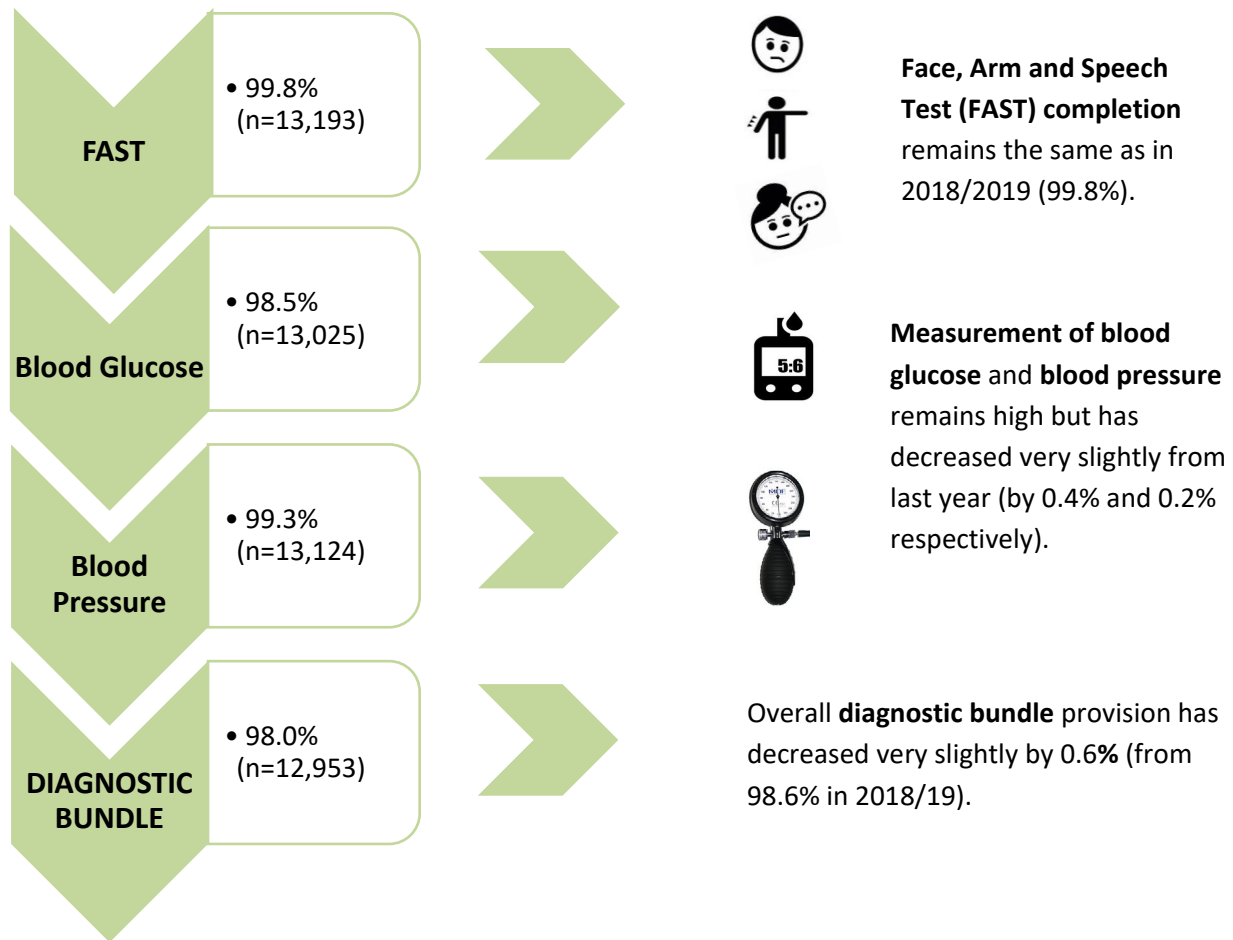 FAST
• 99.8%
(n=13,193)
Face, Arm and Speech
Test (FAST) completion
remains the same as in
2018/2019 (99.8%).
Blood Glucose
• 98.5%
(n=13,025)
5:6
Measurement of blood
glucose and blood pressure
remains high but has
decreased very slightly from
last year (by 0.4% and 0.2%
respectively).
Blood
Pressure
• 99.3%
(n=13,124)
DIAGNOSTIC
BUNDLE
• 98.0%
(n=12,953)
Overall diagnostic bundle provision has
decreased very slightly by 0.6% (from
98.6% in 2018/19).